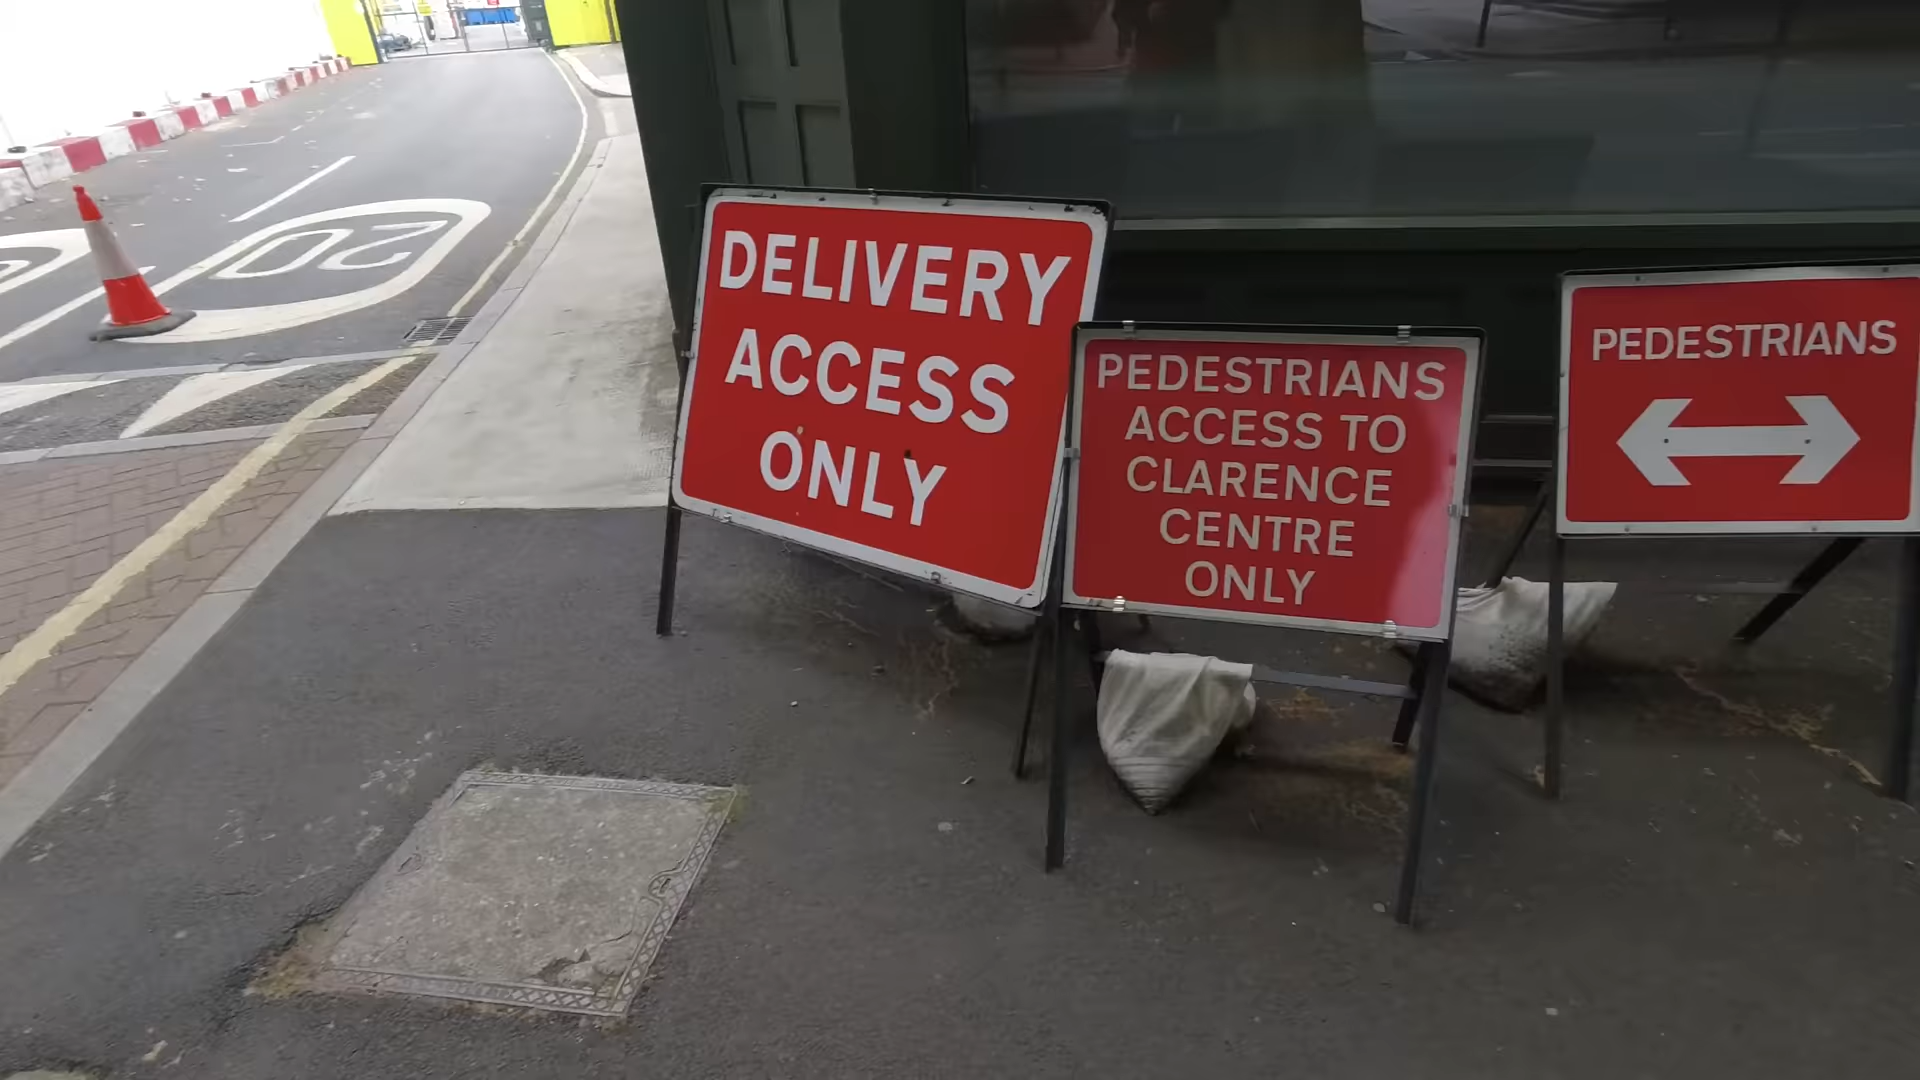 DELIVERY
ACCESS
ONLY
PEDESTRIANS
ACCESS TO
CLARENCE
CENTRE
ONLY
PEDESTRIANS
20